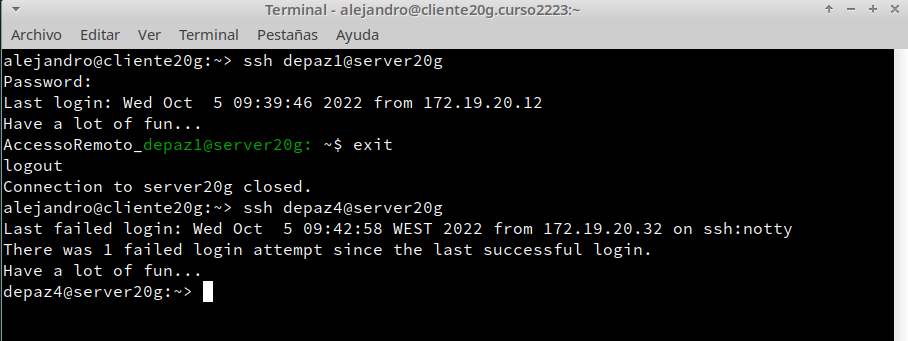 Terminal - alejandro@cliente20g.curso2223:~
Archivo Editar Ver Terminal Pestañas Ayuda
alejandro@cliente20g:~> ssh depaz1@server20g
Password:
Last login: Wed Oct  5 09:39:46 2022 from 172.19.20.12
Have a lot of fun...
AccessoRemoto_depaz1@server20g: ~$ exit
logout
Connection to server20g closed.
alejandro@cliente20g:~> ssh depaz4@server20g
Last failed login: Wed Oct  5 09:42:58 WEST 2022 from 172.19.20.32 on ssh:notty
There was 1 failed login attempt since the last successful login.
Have a lot of fun...
depaz4@server20g:~>